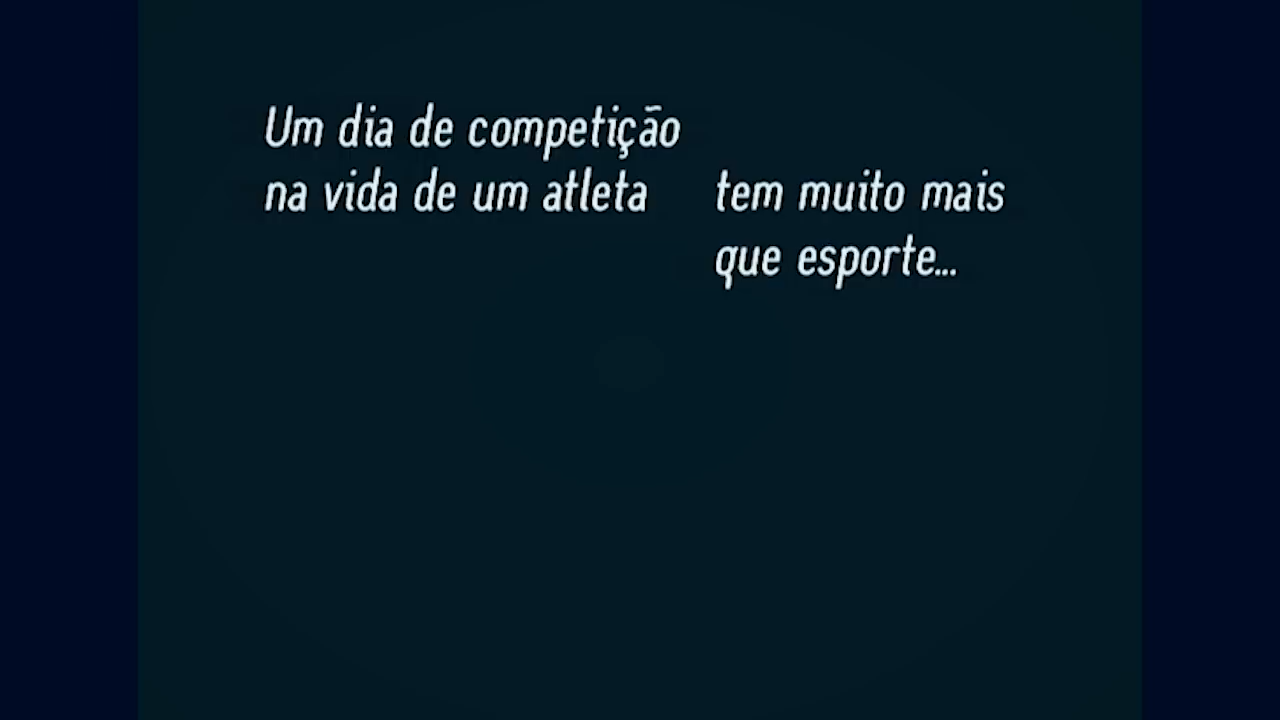 Um dia de competição
na vida de um atleta
tem muito mais
que esporte...